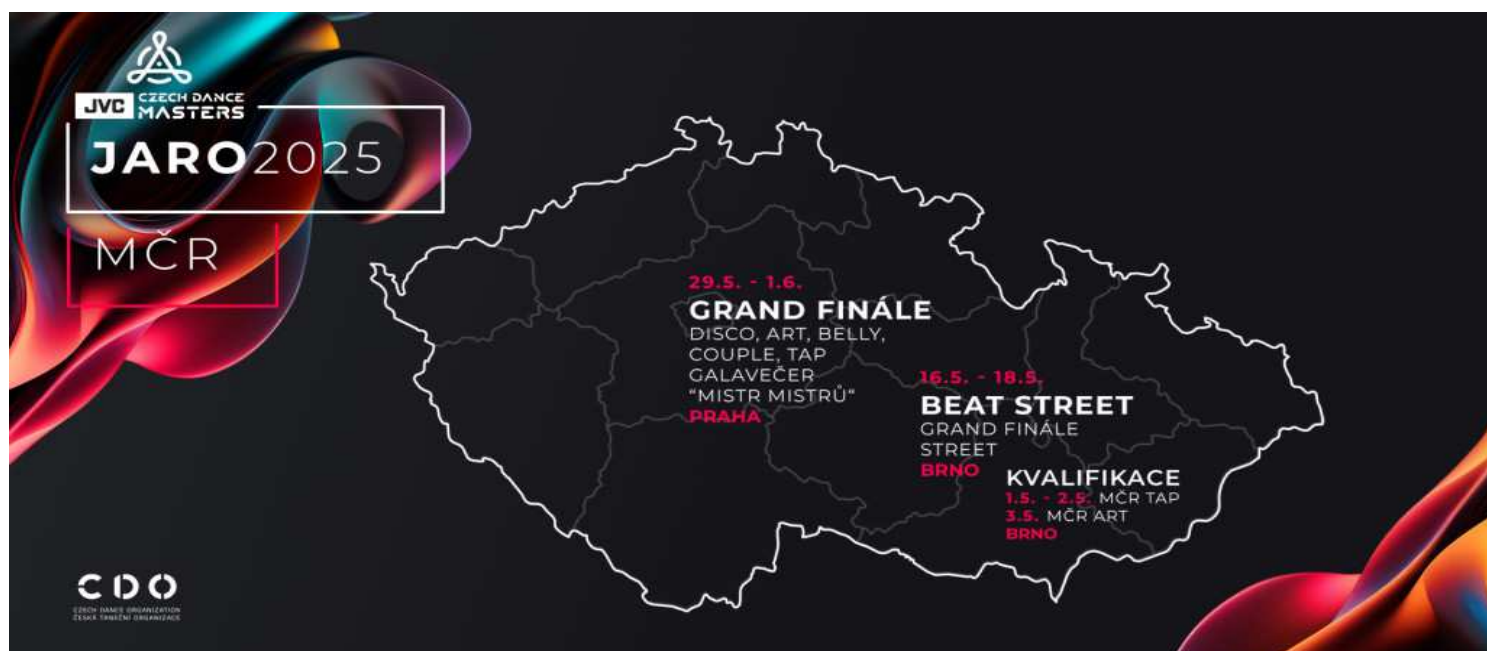 JVC CZECH DANCE MASTERS
JARO2025
MČR
29.5. - 1.6.
GRAND FINÁLE
DISCO, ART, BELLY,
COUPLE, TAP
GALAVEČER
"MISTR MISTRŮ"
PRAHA
16.5. - 18.5.
BEAT STREET
GRAND FINÁLE
STREET
BRNO
KVALIFIKACE
1.5. - 2.5. MČR TAP
3.5. MČR ART
BRNO
CDO
CZECH DANCE ORGANIZATION
ČESKÁ TANEČNÍ ORGANIZACE